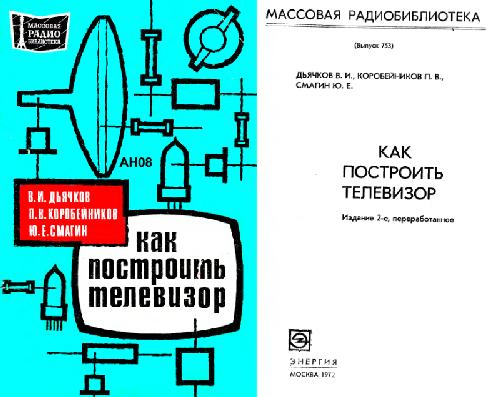 МАССОВАЯ
РАДИО
БИБЛИОТЕКА
АН08
В.И. ДЬЯЧКОВ
П.В. КОРОБЕЙНИКОВ
Ю.Е. СМАГИН
как
построить
телевизор
МАССОВАЯ РАДИОБИБЛИОТЕКА
(Выпуск 753)
ДЬЯЧКОВ В. И., КОРОБЕЙНИКОВ П. В.,
СМАГИН Ю. Е.
КАК
ПОСТРОИТЬ
ТЕЛЕВИЗОР
Издание 2-е, переработанное
ЭНЕРГИЯ
МОСКВА 1972